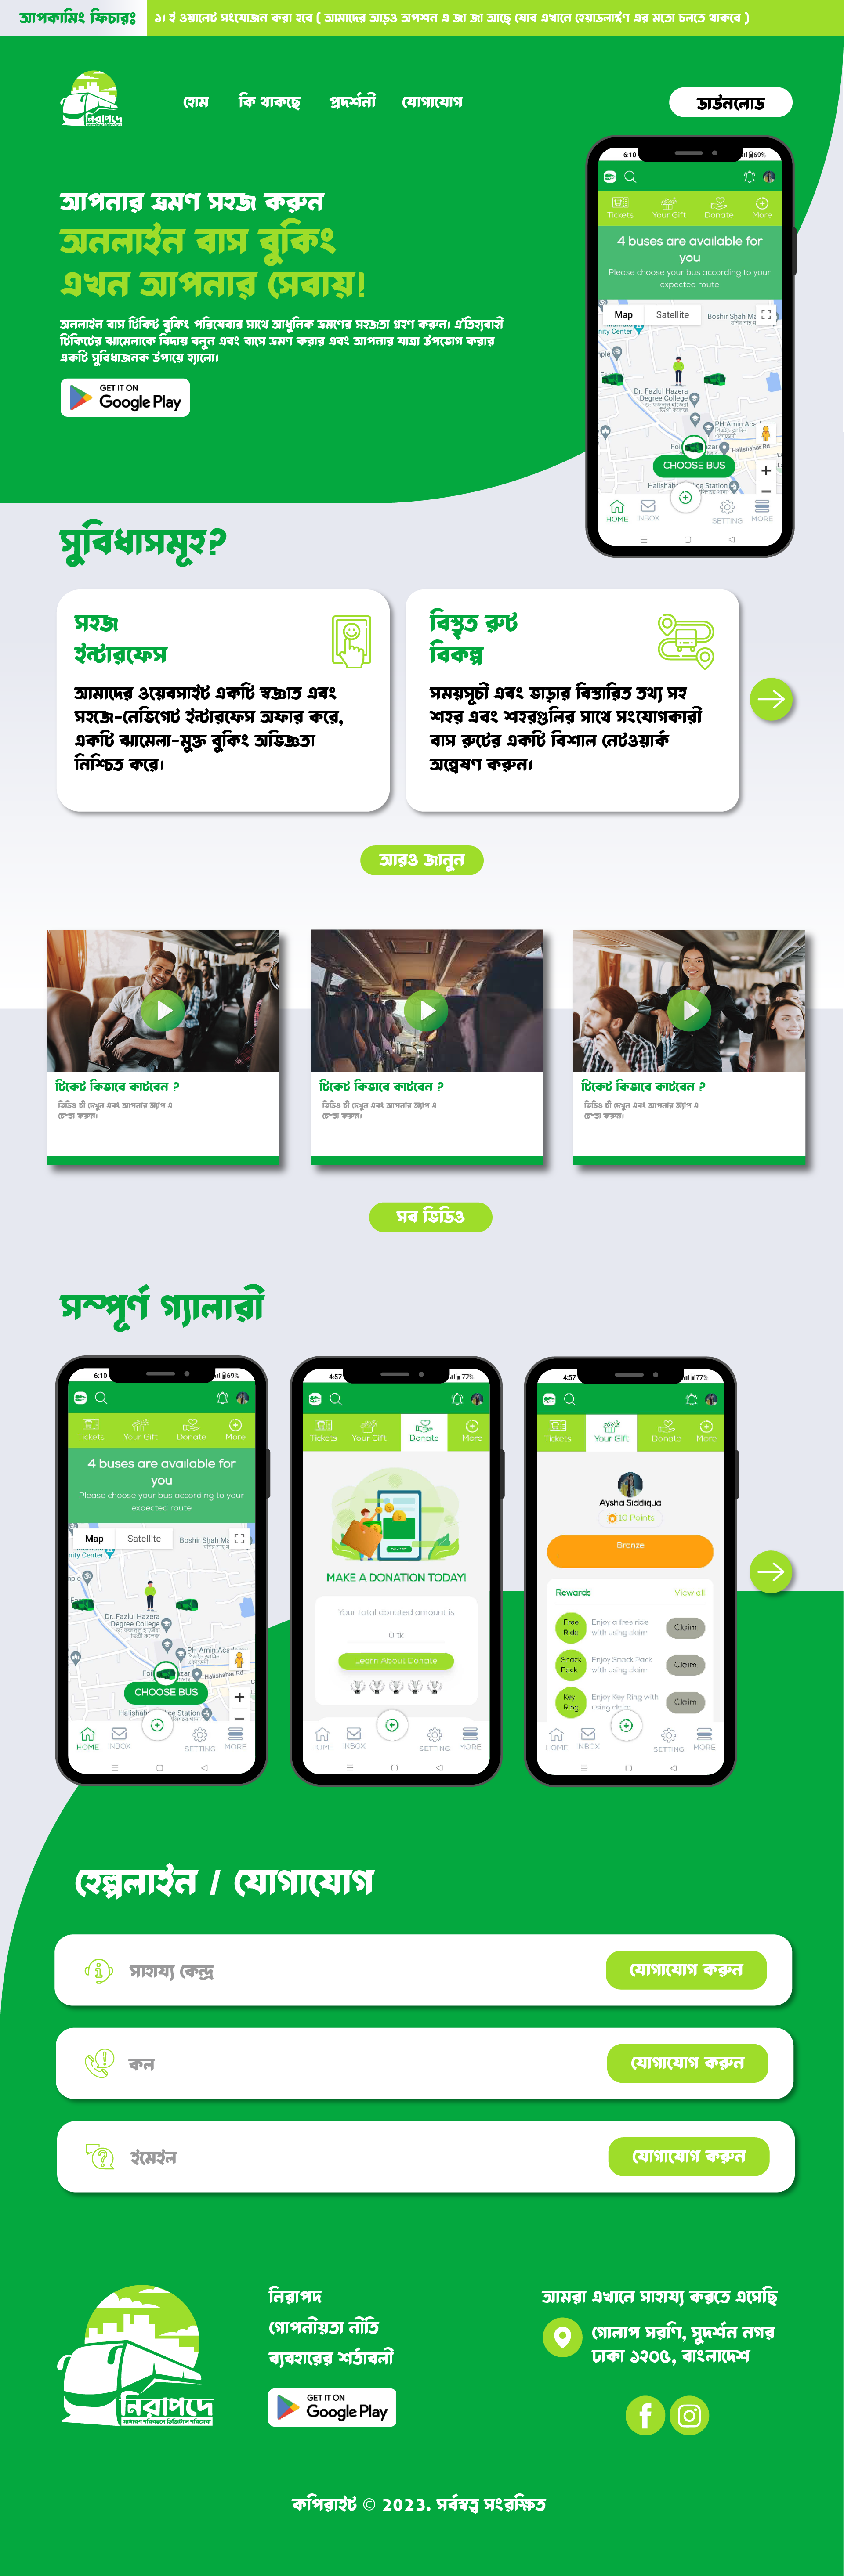 আপকামিং ফিচারঃ
১। ই ওয়ালেট সংযোজন করা হবে ( আমাদের আড়ও অপশন এ জা জা আছে যোব এখানে হেয়াডলাঈণ এর মতো চলতে থাকবে )
নিরাপদে
হোম কি থাকছে প্রদর্শনী যোগাযোগ
ডাউনলোড
আপনার ভ্রমণ সহজ করুন
অনলাইন বাস বুকিং
এখন আপনার সেবায়!
অনলাইন বাস টিকিট বুকিং পরিষেবার সাথে আধুনিক ভ্রমণের সহজতা গ্রহণ করুন। ঐতিহ্যবাহী
টিকিটের ঝামেলাকে বিদায় বলুন এবং বাসে ভ্রমণ করার এবং আপনার যাত্রা উপভোগ করার
একটি সুবিধাজনক উপায়ে হ্যালো।
GET IT ON
Google Play
6:10 69%
Tickets Your Gift Donate More
4 buses are available for
you
Please choose your bus according to your
expected route
Map Satellite
Boshir Shah Ma
nity Center
Dr. Fazlul Hazera
Degree College
PH Amin Acad
Halishahar Rd
CHOOSE BUS
Halishah ce Station
HOME INBOX SETTING MORE
সুবিধাসমূহ?
সহজ
ইন্টারফেস
আমাদের ওয়েবসাইট একটি স্বজ্ঞাত এবং
সহজে-নেভিগেট ইন্টারফেস অফার করে,
একটি ঝামেলা-মুক্ত বুকিং অভিজ্ঞতা
নিশ্চিত করে।
বিস্তৃত রুট
বিকল্প
সময়সূচী এবং ভাড়ার বিস্তারিত তথ্য সহ
শহর এবং শহরগুলির সাথে সংযোগকারী
বাস রুটের একটি বিশাল নেটওয়ার্ক
অন্বেষণ করুন।
আরও জানুন
টিকেট কিভাবে কাটবেন ?
ভিডিও টী দেখুন এবং আপনার অ্যাপ এ
চেশ্তা করুন।
টিকেট কিভাবে কাটবেন ?
ভিডিও টী দেখুন এবং আপনার অ্যাপ এ
চেশ্তা করুন।
টিকেট কিভাবে কাটবেন ?
ভিডিও টী দেখুন এবং আপনার অ্যাপ এ
চেশ্তা করুন।
সব ভিডিও
সম্পূর্ণ গ্যালারী
6:10 69%
Tickets Your Gift Donate More
4 buses are available for
you
Please choose your bus according to your
expected route
Map Satellite
Boshir Shah Ma
nity Center
Dr. Fazlul Hazera
Degree College
PH Amin Acad
Halishahar Rd
CHOOSE BUS
Halishah ce Station
HOME INBOX SETTING MORE
4:57 77%
Tickets Your Gift Donate More
MAKE A DONATION TODAY!
Your total donated amount is
0 tk
Learn About Donate
HOME INBOX SETTING MORE
4:57 77%
Tickets Your Gift Donate More
Aysha Siddiqua
10 Points
Bronze
Rewards View all
Free
Ride
Enjoy a free ride
with using claim
Claim
Snack
Pack
Enjoy Snack Pack
with using claim
Claim
Key
Ring
Enjoy Key Ring with
using claim
Claim
HOME INBOX SETTING MORE
হেল্পলাইন / যোগাযোগ
সাহায্য কেন্দ্র
যোগাযোগ করুন
কল
যোগাযোগ করুন
ইমেইল
যোগাযোগ করুন
নিরাপদে
সাধারণ পরিবহনে ডিজিটাল পরিসেবা
নিরাপদ
গোপনীয়তা নীতি
ব্যবহারের শর্তাবলী
GET IT ON
Google Play
আমরা এখানে সাহায্য করতে এসেছি
গোলাপ সরণি, সুদর্শন নগর
ঢাকা ১২০৫, বাংলাদেশ
কপিরাইট © 2023. সর্বস্বত্ব সংরক্ষিত